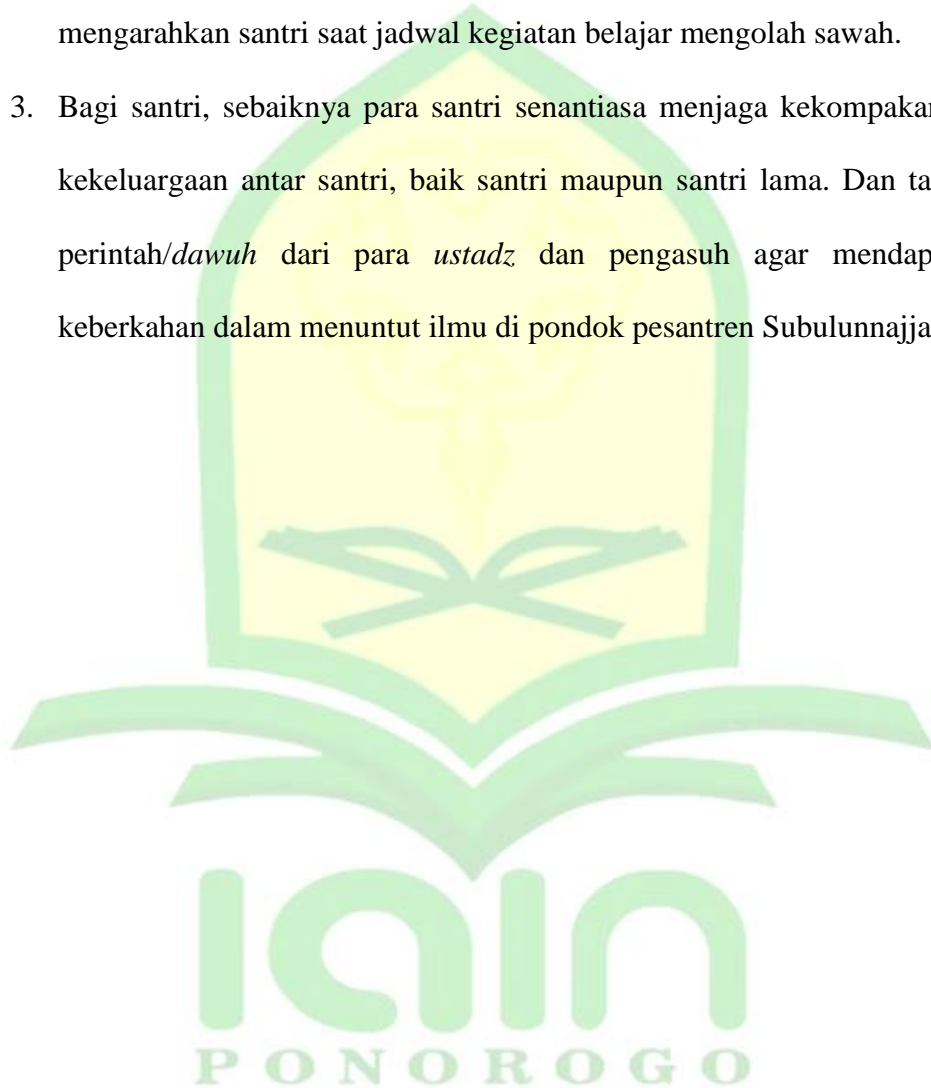 mengarahkan santri saat jadwal kegiatan belajar mengolah sawah.
3. Bagi santri, sebaiknya para santri senantiasa menjaga kekompakan
kekeluargaan antar santri, baik santri maupun santri lama. Dan ta
perintah/dawuh dari para ustadz dan pengasuh agar mendap
keberkahan dalam menuntut ilmu di pondok pesantren Subulunnajja
iain
PONOROGO